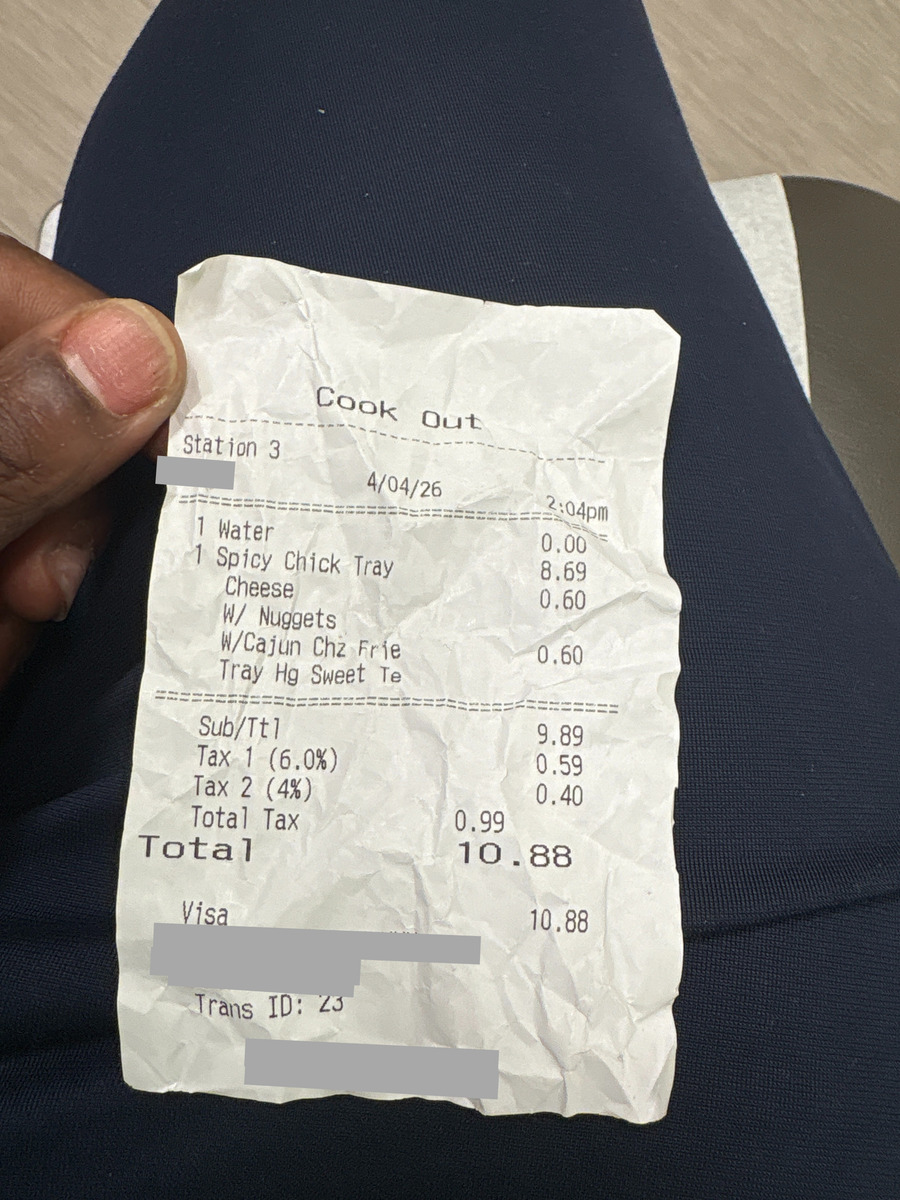 Cook Out
Station 3
4/04/26 2:04pm
1 Water 0.00
1 Spicy Chick Tray 8.69
Cheese 0.60
W/ Nuggets
W/Cajun Chz Frie 0.60
Tray Hg Sweet Te
Sub/Ttl 9.89
Tax 1 (6.0%) 0.59
Tax 2 (4%) 0.40
Total Tax 0.99
Total 10.88
Visa 10.88
Trans ID: 23